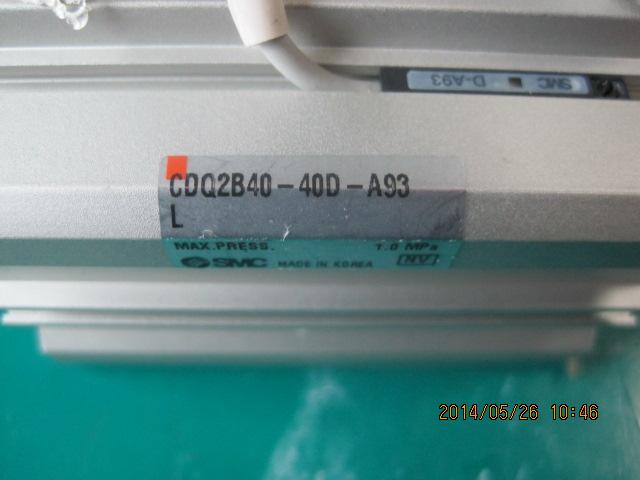 SMC D-A93
CDQ2B40-40D-A93
L
MAX.PRESS. 1.0 MPa
SMC MADE IN KOREA NV
2014/05/26 10:46